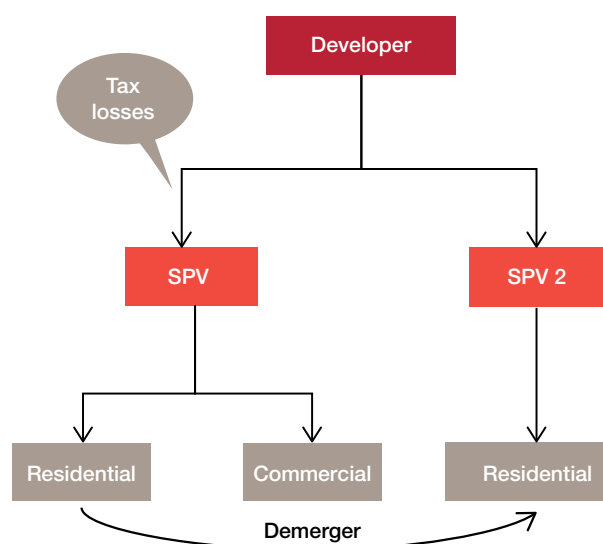 Developer
Tax
losses
SPV
SPV 2
Residential
Commercial
Residential
Demerger